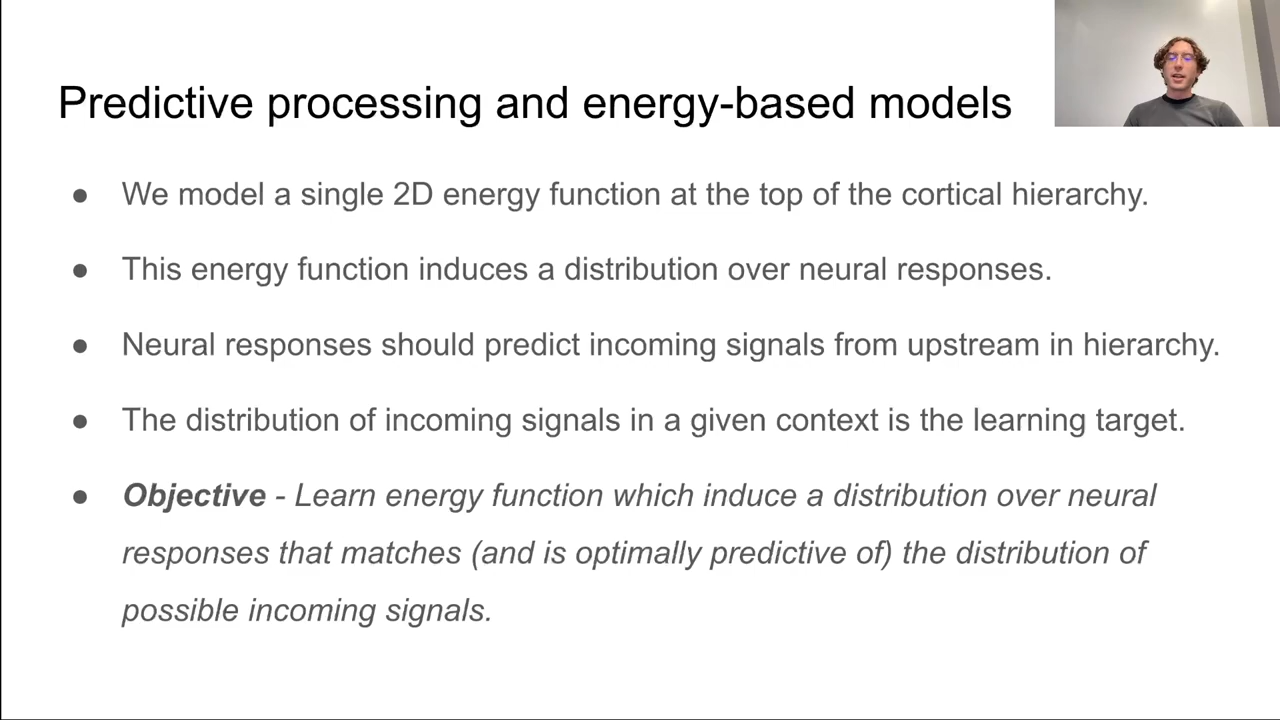 Predictive processing and energy-based models
● We model a single 2D energy function at the top of the cortical hierarchy.
● This energy function induces a distribution over neural responses.
● Neural responses should predict incoming signals from upstream in hierarchy.
● The distribution of incoming signals in a given context is the learning target.
● Objective - Learn energy function which induce a distribution over neural
responses that matches (and is optimally predictive of) the distribution of
possible incoming signals.